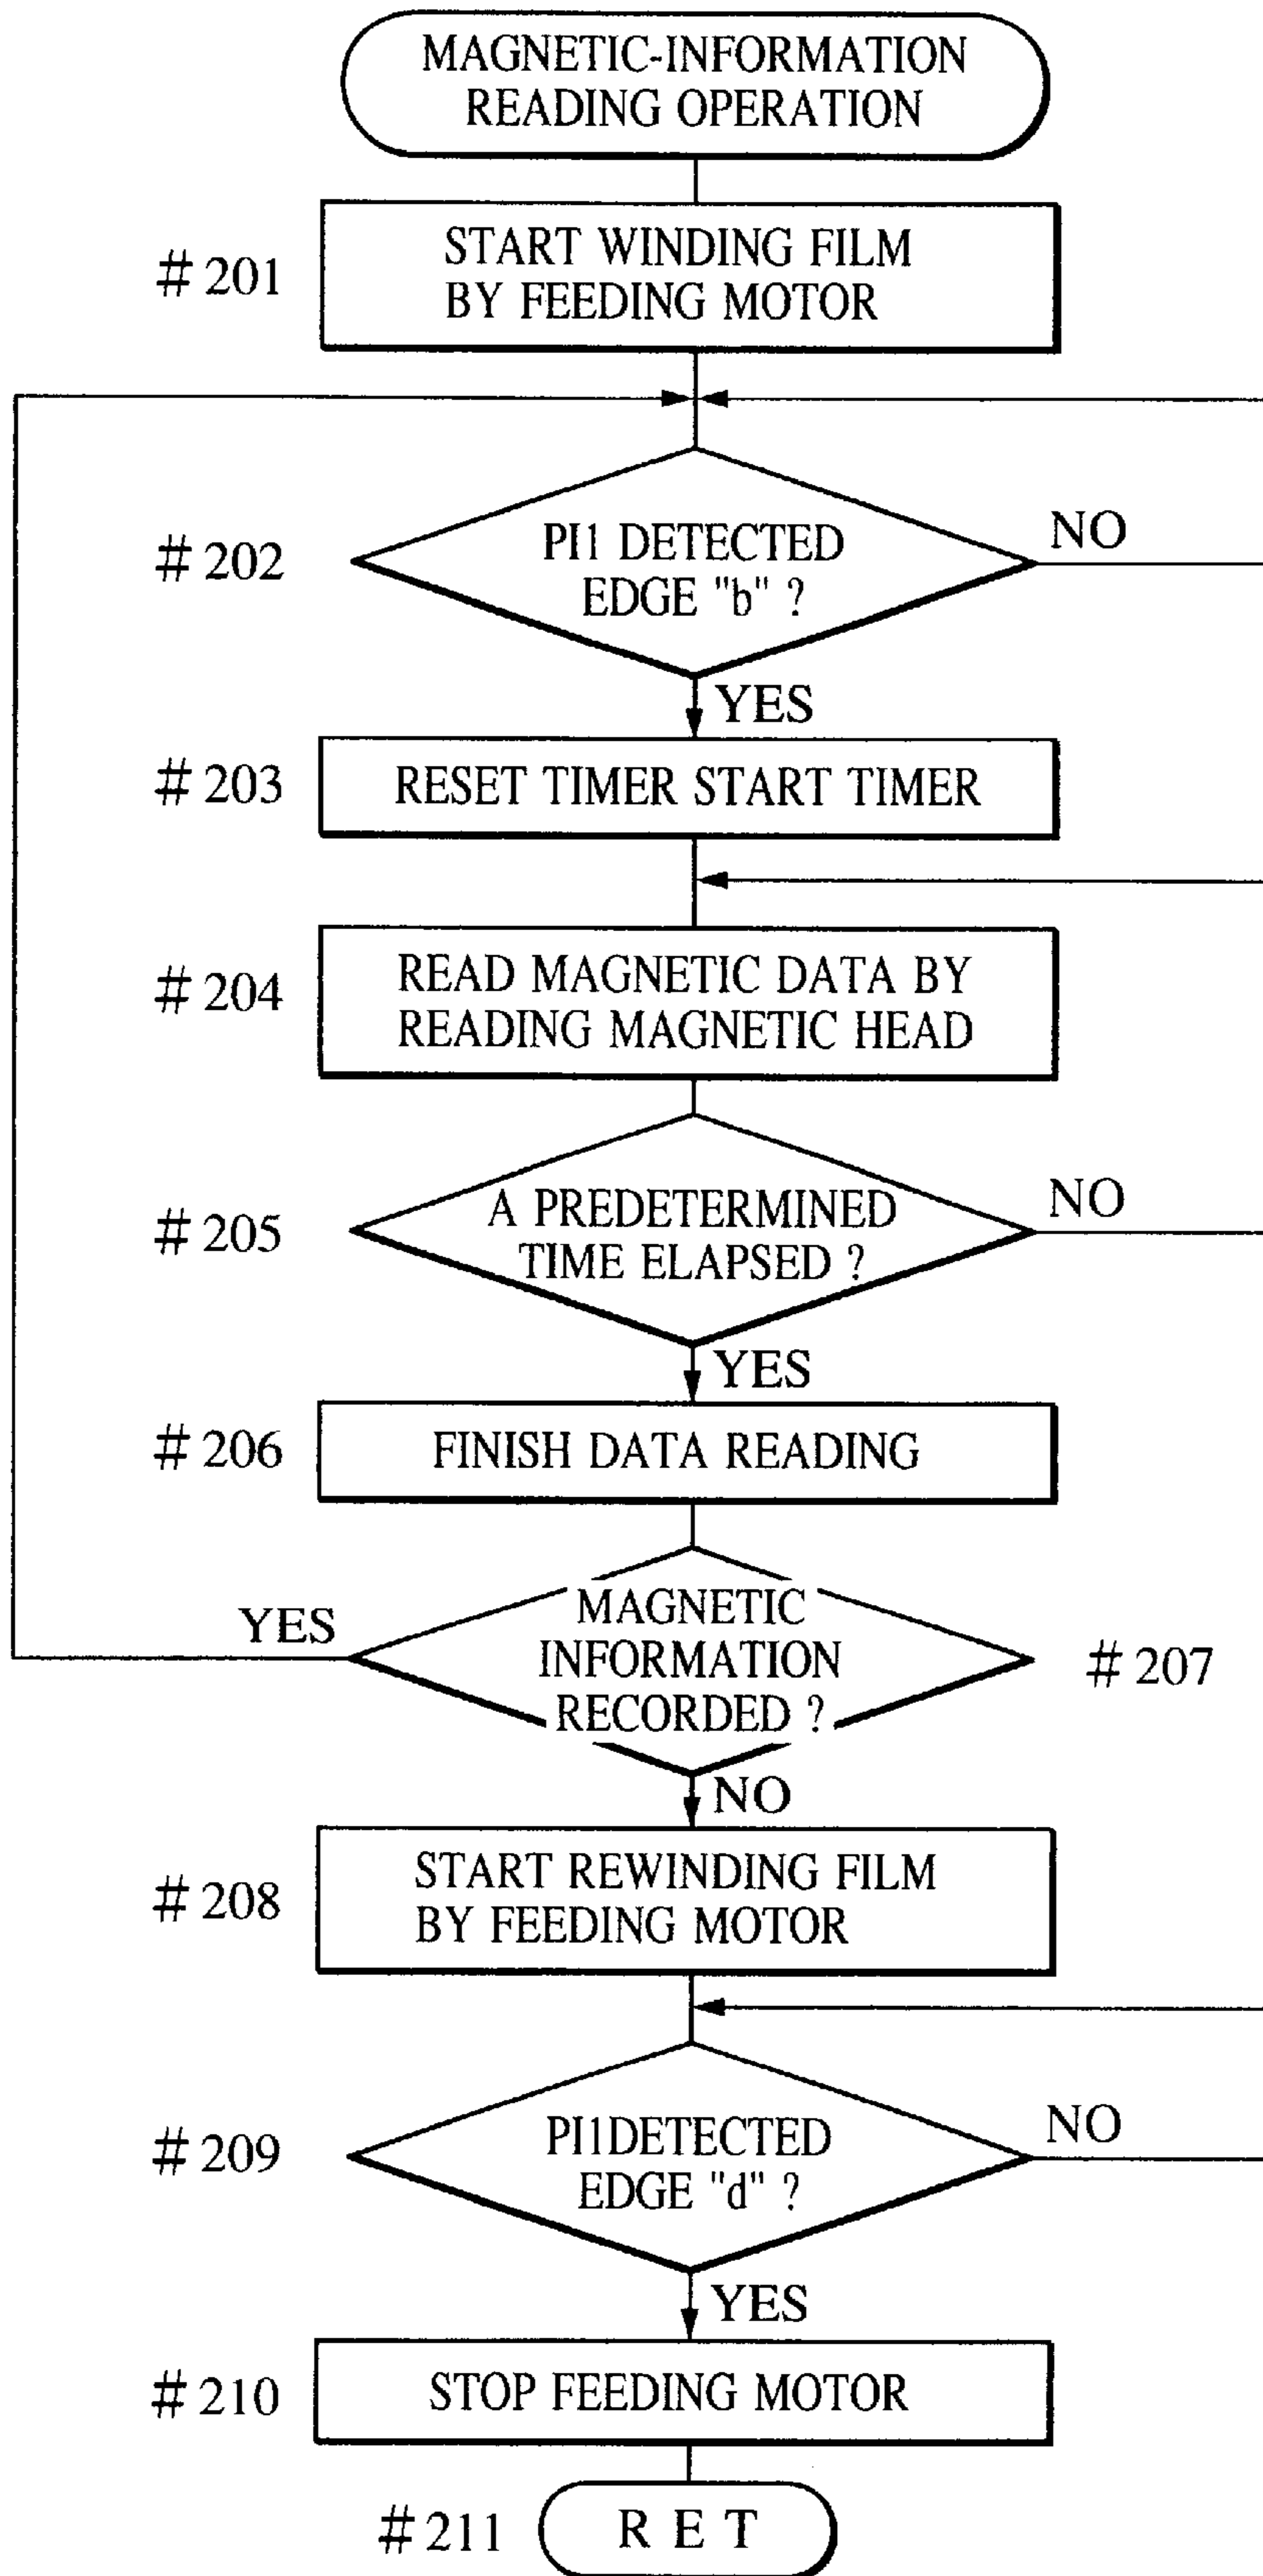 MAGNETIC-INFORMATION
READING OPERATION
#201
START WINDING FILM
BY FEEDING MOTOR
#202
PI1 DETECTED
EDGE "b" ?
NO
YES
#203
RESET TIMER START TIMER
#204
READ MAGNETIC DATA BY
READING MAGNETIC HEAD
#205
A PREDETERMINED
TIME ELAPSED ?
NO
YES
#206
FINISH DATA READING
YES
MAGNETIC
INFORMATION
RECORDED ?
#207
NO
#208
START REWINDING FILM
BY FEEDING MOTOR
#209
PI1DETECTED
EDGE "d" ?
NO
YES
#210
STOP FEEDING MOTOR
#211
R E T